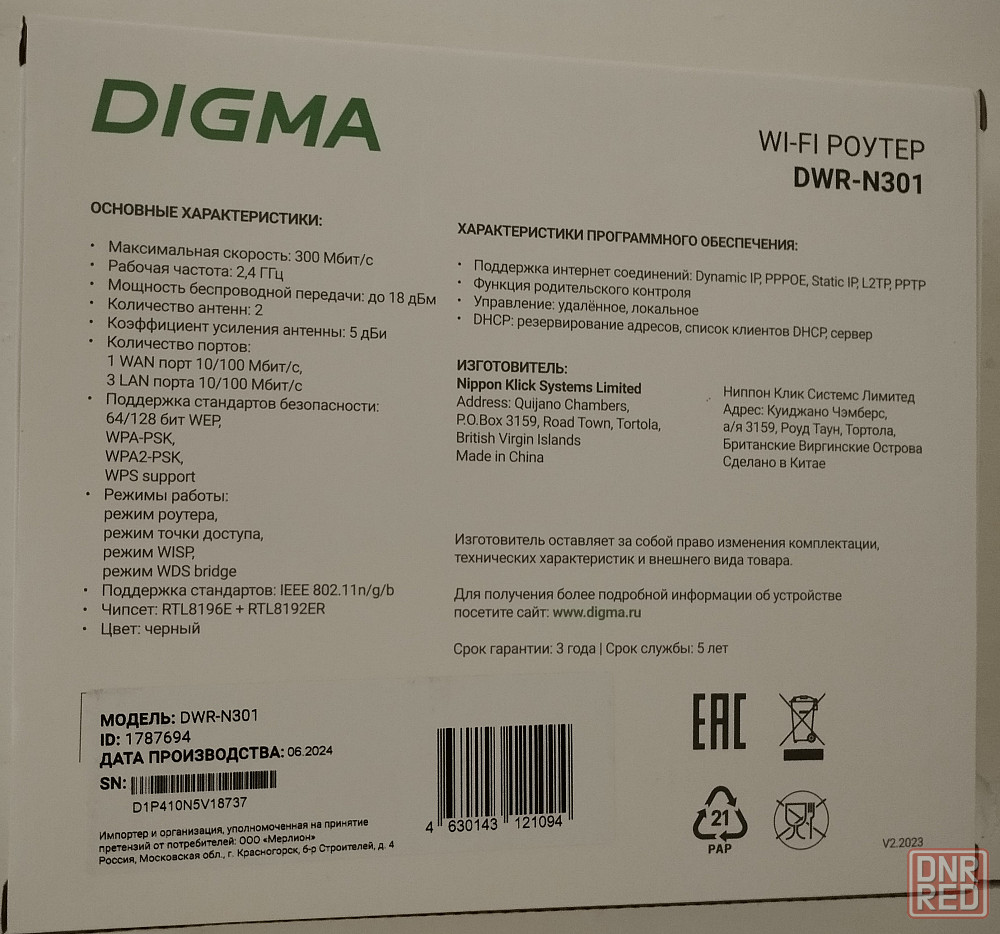 DIGMA
WI-FI РОУТЕР
DWR-N301
ОСНОВНЫЕ ХАРАКТЕРИСТИКИ:
• Максимальная скорость: 300 Мбит/с
• Рабочая частота: 2,4 ГГц
• Мощность беспроводной передачи: до 18 дБм
• Количество антенн: 2
• Коэффициент усиления антенны: 5 дБи
• Количество портов:
1 WAN порт 10/100 Мбит/с,
3 LAN порта 10/100 Мбит/с
• Поддержка стандартов безопасности:
64/128 бит WEP,
WPA-PSK,
WPA2-PSK,
WPS support
• Режимы работы:
режим роутера,
режим точки доступа,
режим WISP,
режим WDS bridge
• Поддержка стандартов: IEEE 802.11n/g/b
• Чипсет: RTL8196E + RTL8192ER
• Цвет: черный
ХАРАКТЕРИСТИКИ ПРОГРАММНОГО ОБЕСПЕЧЕНИЯ:
• Поддержка интернет соединений: Dynamic IP, PPPOE, Static IP, L2TP, PPTP
• Функция родительского контроля
• Управление: удалённое, локальное
• DHCP: резервирование адресов, список клиентов DHCP, сервер
ИЗГОТОВИТЕЛЬ:
Nippon Klick Systems Limited
Address: Quijano Chambers,
P.O.Box 3159, Road Town, Tortola,
British Virgin Islands
Made in China
Ниппон Клик Системс Лимитед
Адрес: Куиджано Чэмберс,
а/я 3159, Роуд Таун, Тортола,
Британские Виргинские Острова
Сделано в Китае
Изготовитель оставляет за собой право изменения комплектации,
технических характеристик и внешнего вида товара.
Для получения более подробной информации об устройстве
посетите сайт: www.digma.ru
Срок гарантии: 3 года | Срок службы: 5 лет
МОДЕЛЬ: DWR-N301
ID: 1787694
ДАТА ПРОИЗВОДСТВА: 06.2024
SN:
D1P410N5V18737
Импортер и организация, уполномоченная на принятие
претензий от потребителей: ООО «Мерлион»
Россия, Московская обл., г. Красногорск, б-р Строителей, д. 4
4 630143 121094
EAC
21
PAP
V2.2023
DNR
RED